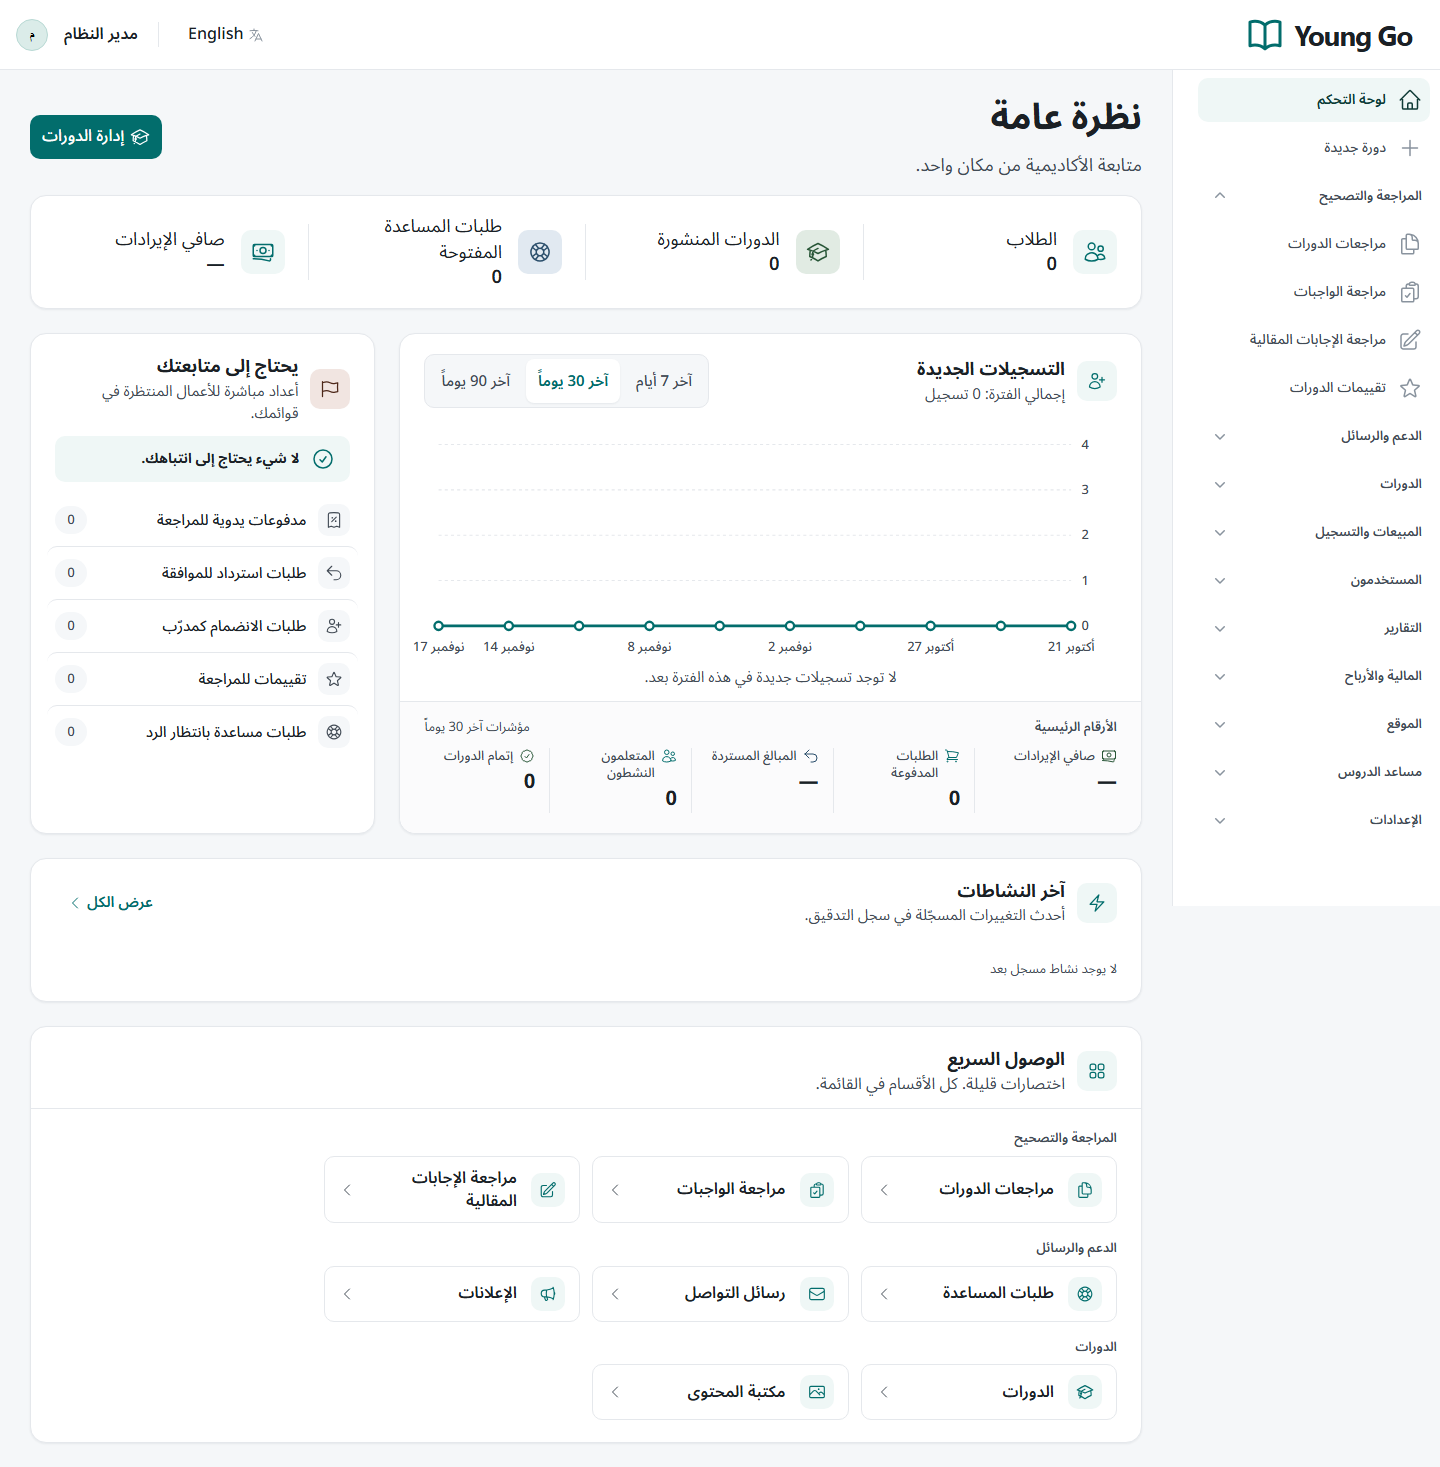 Young Go
English
مدير النظام
م
لوحة التحكم
دورة جديدة
المراجعة والتصحيح
مراجعات الدورات
مراجعة الواجبات
مراجعة الإجابات المقالية
تقييمات الدورات
الدعم والرسائل
الدورات
المبيعات والتسجيل
المستخدمون
التقارير
المالية والأرباح
الموقع
مساعد الدروس
الإعدادات
نظرة عامة
متابعة الأكاديمية من مكان واحد.
إدارة الدورات
الطلاب
0
الدورات المنشورة
0
طلبات المساعدة
المفتوحة
0
صافي الإيرادات
—
التسجيلات الجديدة
إجمالي الفترة: 0 تسجيل
آخر 7 أيام
آخر 30 يوماً
آخر 90 يوماً
4
3
2
1
0
أكتوبر 21
أكتوبر 27
نوفمبر 2
نوفمبر 8
نوفمبر 14
نوفمبر 17
لا توجد تسجيلات جديدة في هذه الفترة بعد.
الأرقام الرئيسية
مؤشرات آخر 30 يوماً
صافي الإيرادات
—
الطلبات
المدفوعة
0
المبالغ المستردة
—
المتعلمون
النشطون
0
إتمام الدورات
0
يحتاج إلى متابعتك
أعداد مباشرة للأعمال المنتظرة في
قوائمك.
لا شيء يحتاج إلى انتباهك.
مدفوعات يدوية للمراجعة
0
طلبات استرداد للموافقة
0
طلبات الانضمام كمدرّب
0
تقييمات للمراجعة
0
طلبات مساعدة بانتظار الرد
0
آخر النشاطات
أحدث التغييرات المسجّلة في سجل التدقيق.
عرض الكل
لا يوجد نشاط مسجل بعد
الوصول السريع
اختصارات قليلة. كل الأقسام في القائمة.
المراجعة والتصحيح
مراجعات الدورات
مراجعة الواجبات
مراجعة الإجابات
المقالية
الدعم والرسائل
طلبات المساعدة
رسائل التواصل
الإعلانات
الدورات
الدورات
مكتبة المحتوى